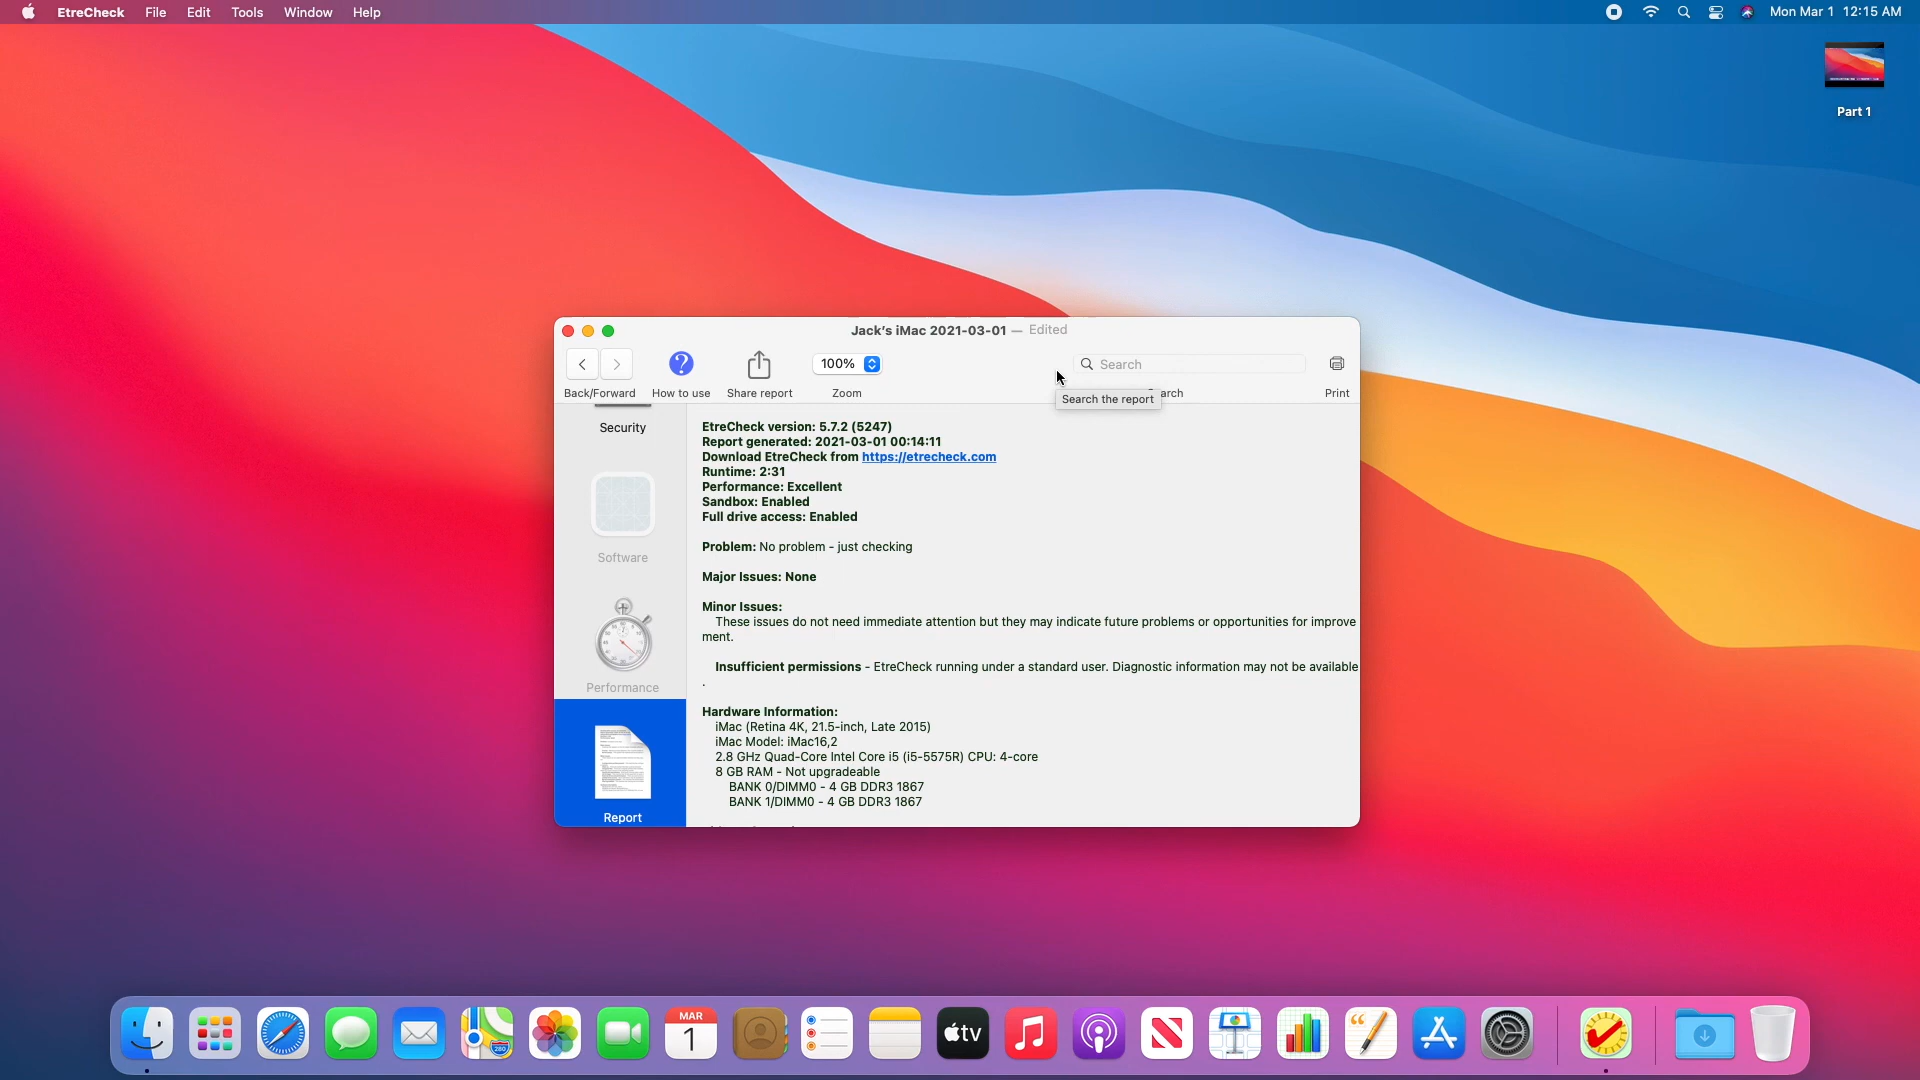 EtreCheck File Edit Tools Window Help
Mon Mar 1 12:15 AM
Part 1
Jack's iMac 2021-03-01 — Edited
100%
Search
Back/Forward How to use Share report Zoom arch Print
Search the report
Security
Software
Performance
Report
EtreCheck version: 5.7.2 (5247)
Report generated: 2021-03-01 00:14:11
Download EtreCheck from https://etrecheck.com
Runtime: 2:31
Performance: Excellent
Sandbox: Enabled
Full drive access: Enabled
Problem: No problem - just checking
Major Issues: None
Minor Issues:
These issues do not need immediate attention but they may indicate future problems or opportunities for improve
ment.
Insufficient permissions - EtreCheck running under a standard user. Diagnostic information may not be available
.
Hardware Information:
iMac (Retina 4K, 21.5-inch, Late 2015)
iMac Model: iMac16,2
2.8 GHz Quad-Core Intel Core i5 (i5-5575R) CPU: 4-core
8 GB RAM - Not upgradeable
BANK 0/DIMM0 - 4 GB DDR3 1867
BANK 1/DIMM0 - 4 GB DDR3 1867
280
MAR
1
tv